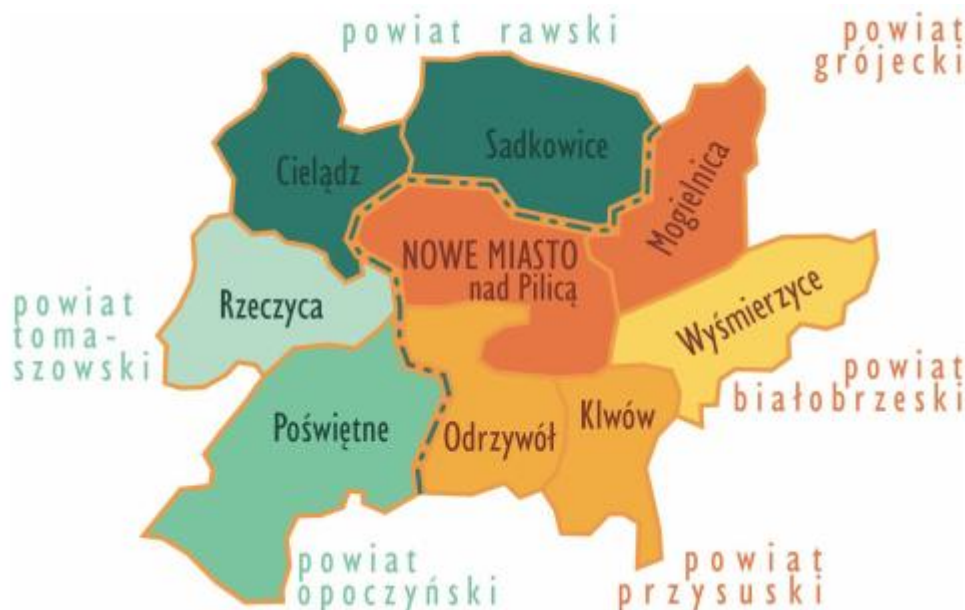 powiat rawski
powiat
grójecki
Sadkowice
Cielądz
Mogielnica
NOWE MIASTO
nad Pilicą
Rzeczyca
Wyśmierzyce
powiat
toma-
szowski
powiat
białobrzeski
Poświętne
Odrzywół
Klwów
powiat
opoczyński
powiat
przysuski